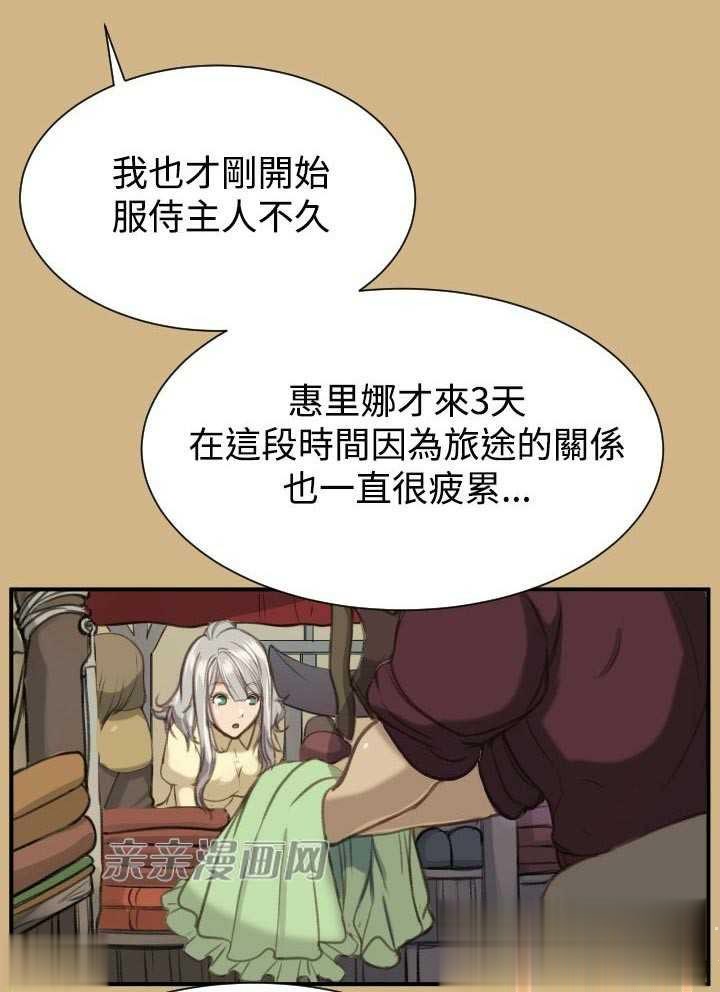 我也才剛開始
服侍主人不久
惠里娜才來3天
在這段時間因為旅途的關係
也一直很疲累...
亲亲漫画网